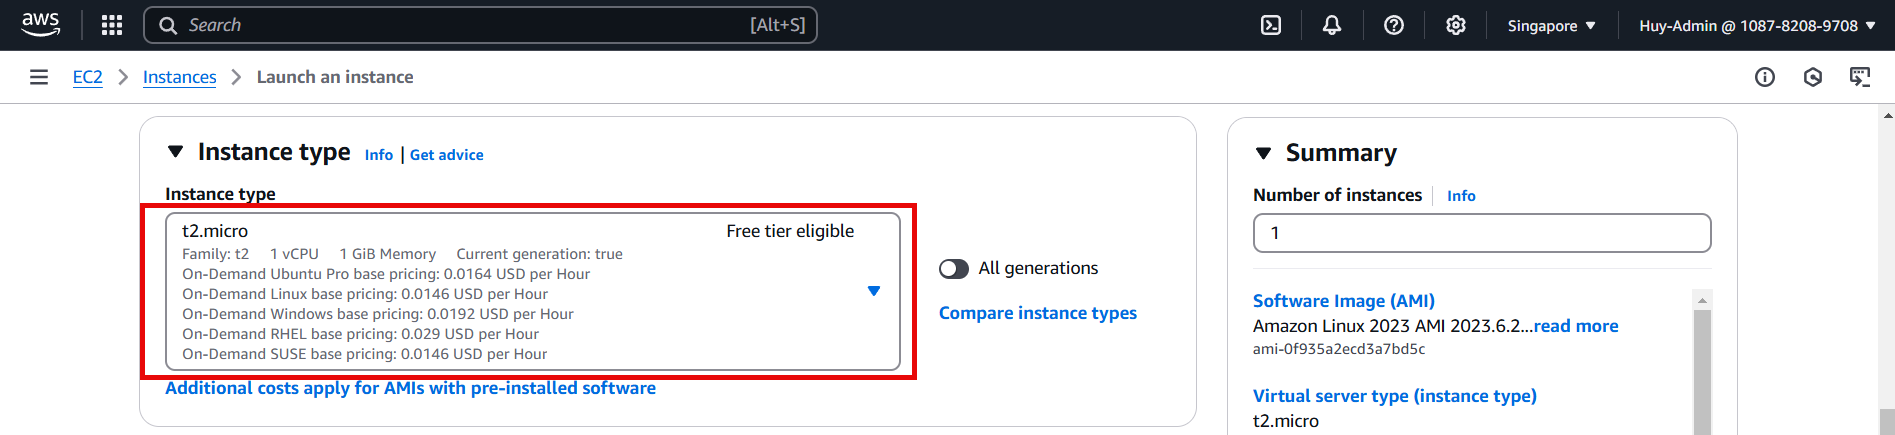 aws
Search [Alt+S]
Singapore
Huy-Admin @ 1087-8208-9708
EC2 Instances Launch an instance
Instance type Info | Get advice
Instance type
t2.micro Free tier eligible
Family: t2 1 vCPU 1 GiB Memory Current generation: true
On-Demand Ubuntu Pro base pricing: 0.0164 USD per Hour
On-Demand Linux base pricing: 0.0146 USD per Hour
On-Demand Windows base pricing: 0.0192 USD per Hour
On-Demand RHEL base pricing: 0.029 USD per Hour
On-Demand SUSE base pricing: 0.0146 USD per Hour
Additional costs apply for AMIs with pre-installed software
All generations
Compare instance types
Summary
Number of instances Info
1
Software Image (AMI)
Amazon Linux 2023 AMI 2023.6.2...read more
ami-0f935a2ecd3a7bd5c
Virtual server type (instance type)
t2.micro